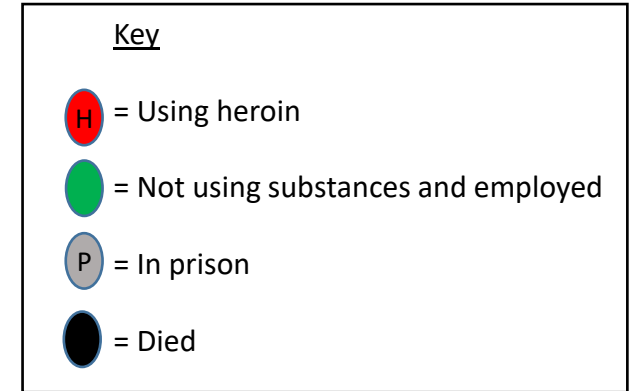 Key
H = Using heroin
= Not using substances and employed
P = In prison
= Died